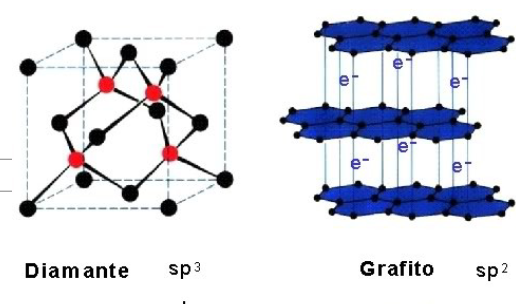 e⁻
e⁻
e⁻
e⁻
e⁻
e⁻
Diamante sp³
Grafito sp²